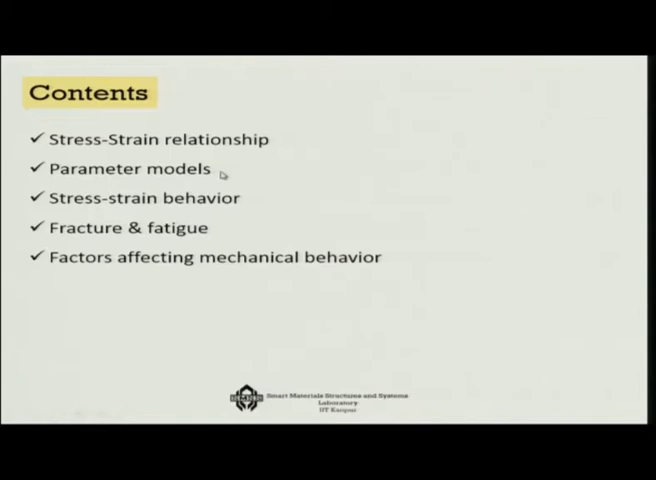 Contents
✓ Stress-Strain relationship
✓ Parameter models
✓ Stress-strain behavior
✓ Fracture & fatigue
✓ Factors affecting mechanical behavior
Smart Materials Structures and Systems
Laboratory
IIT Kanpur